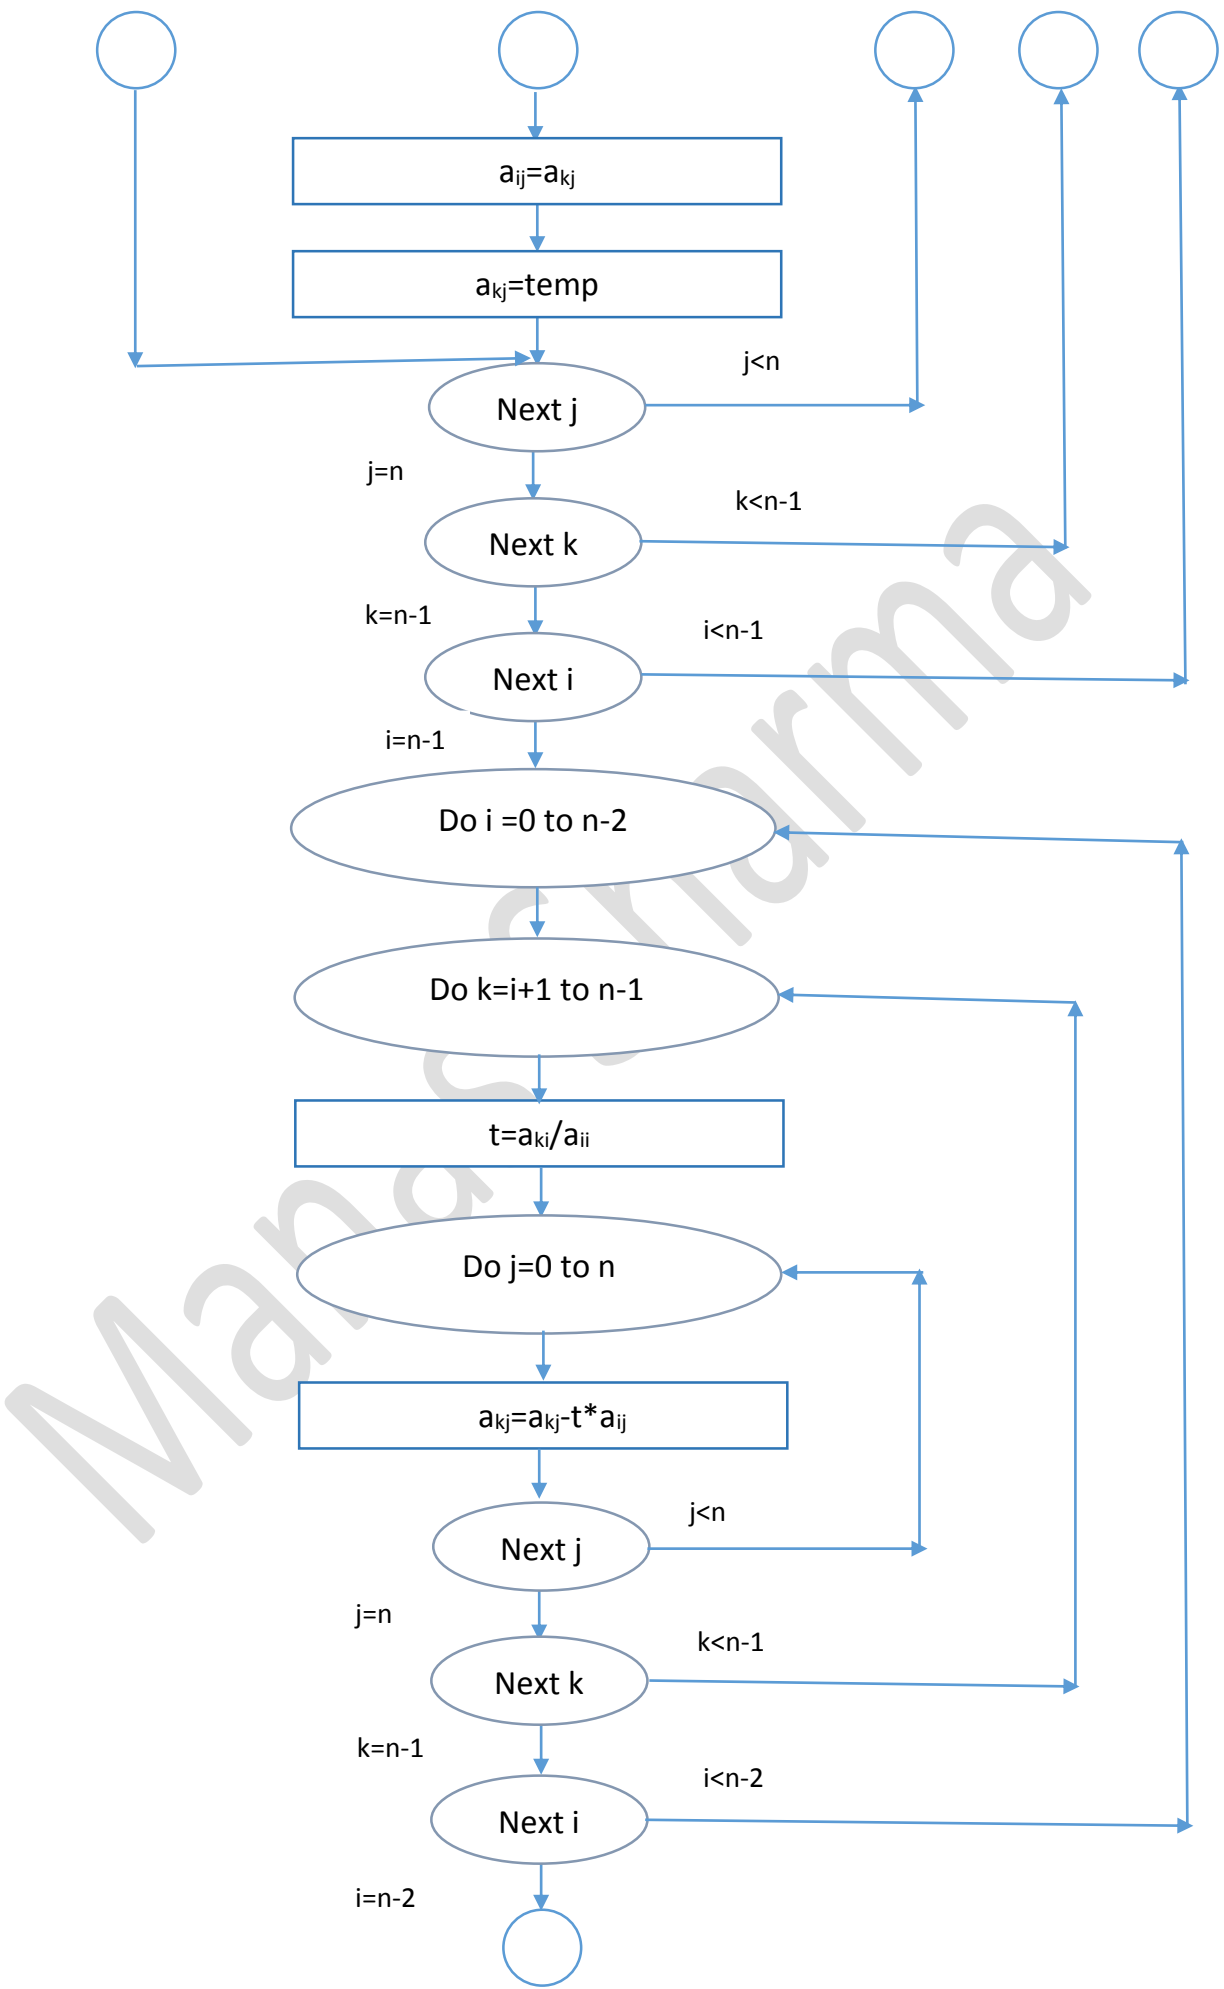 aij=akj
akj=temp
j<n
Next j
j=n
k<n-1
Next k
k=n-1
i<n-1
Next i
i=n-1
Do i =0 to n-2
Do k=i+1 to n-1
t=aki/aii
Do j=0 to n
akj=akj-t*aij
j<n
Next j
j=n
k<n-1
Next k
k=n-1
i<n-2
Next i
i=n-2
Manas Sharma